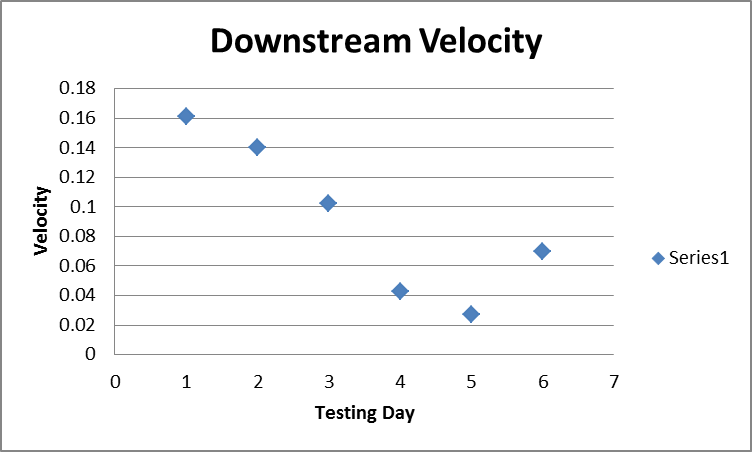 Downstream Velocity
0.18
0.16
0.14
0.12
0.1
0.08
0.06
0.04
0.02
0
Velocity
Series1
0 1 2 3 4 5 6 7
Testing Day